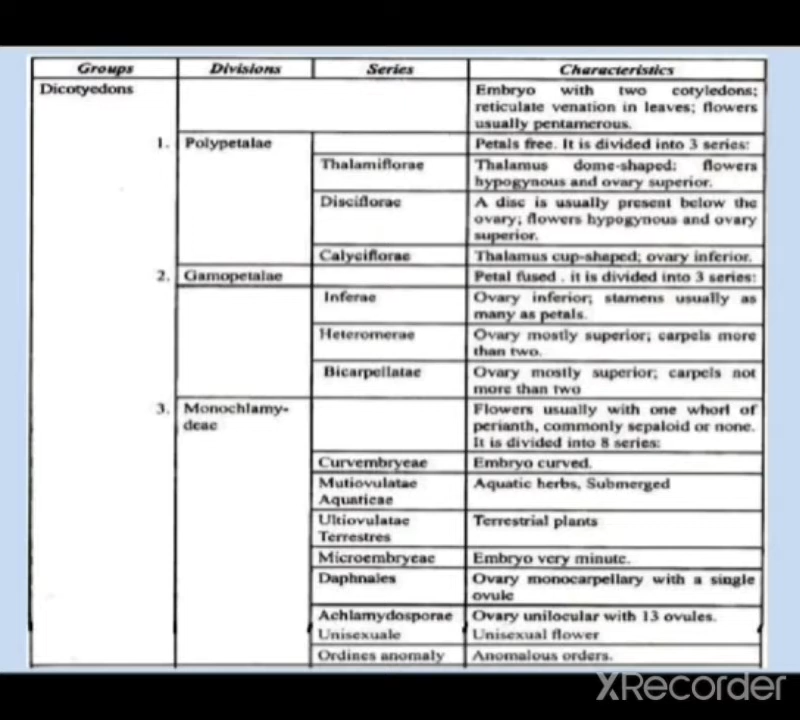 Groups Divisions Series Characteristics
Dicotyedons Embryo with two cotyledons;
reticulate venation in leaves; flowers
usually pentamerous.
1. Polypetalae Petals free. It is divided into 3 series:
Thalamiflorae Thalamus dome-shaped; flowers
hypogynous and ovary superior.
Disciflorae A disc is usually present below the
ovary; flowers hypogynous and ovary
superior.
Calyciflorae Thalamus cup-shaped; ovary inferior.
2. Gamopetalae Petal fused . it is divided into 3 series:
Inferae Ovary inferior; stamens usually as
many as petals.
Heteromerae Ovary mostly superior; carpels more
than two.
Bicarpellatae Ovary mostly superior; carpels not
more than two
3. Monochlamy- Flowers usually with one whorl of
deae perianth, commonly sepaloid or none.
It is divided into 8 series:
Curvembryeae Embryo curved.
Mutiovulatae Aquatic herbs, Submerged
Aquaticae
Ultiovulatae Terrestrial plants
Terrestres
Microembryeae Embryo very minute.
Daphnales Ovary monocarpellary with a single
ovule
Achlamydosporae Ovary unilocular with 13 ovules.
Unisexuale Unisexual flower
Ordines anomaly Anomalous orders.
XRecorder